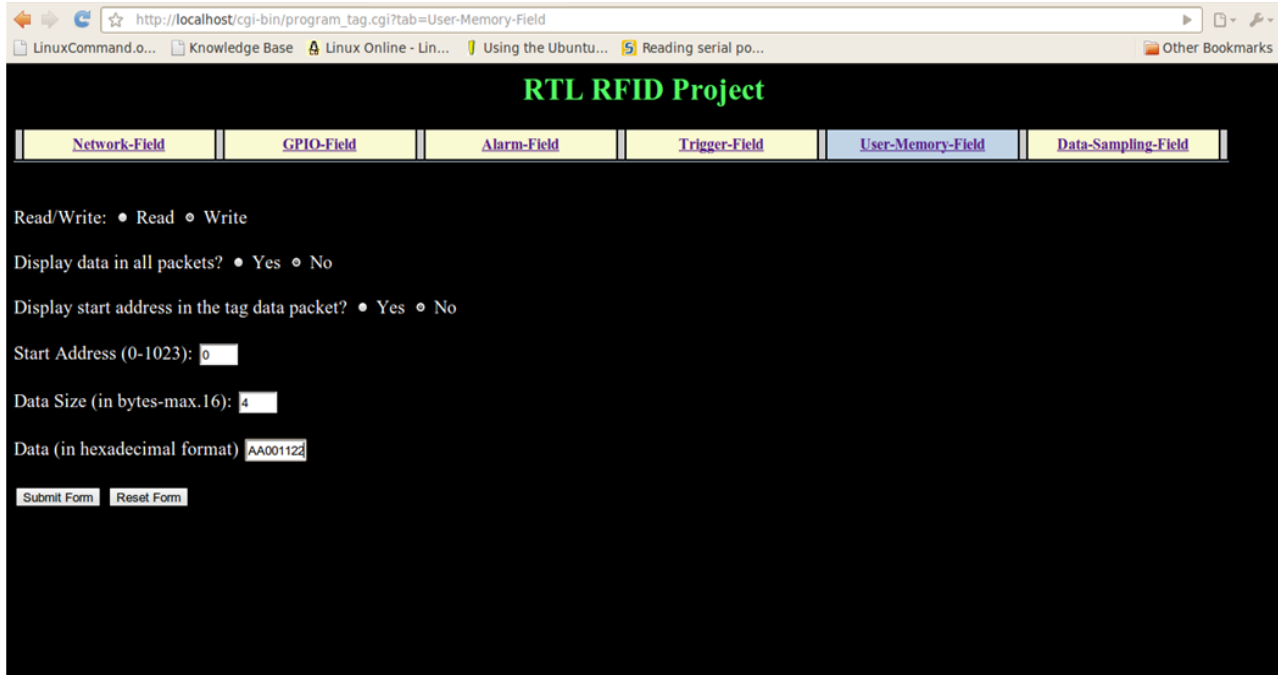 http://localhost/cgi-bin/program_tag.cgi?tab=User-Memory-Field
LinuxCommand.o... Knowledge Base Linux Online - Lin... Using the Ubuntu... Reading serial po... Other Bookmarks
RTL RFID Project
Network-Field GPIO-Field Alarm-Field Trigger-Field User-Memory-Field Data-Sampling-Field
Read/Write: Read Write
Display data in all packets? Yes No
Display start address in the tag data packet? Yes No
Start Address (0-1023): 0
Data Size (in bytes-max.16): 4
Data (in hexadecimal format) AA001122
Submit Form Reset Form